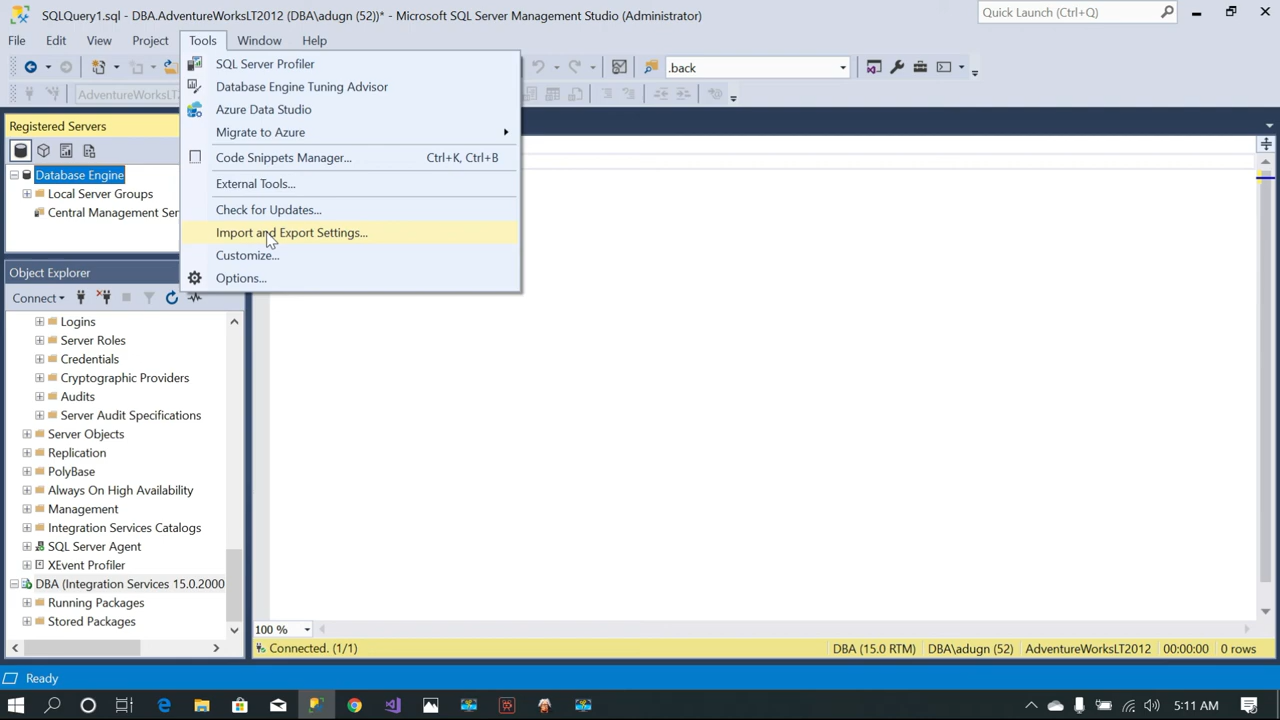 SQLQuery1.sql - DBA.AdventureWorksLT2012 (DBA\adugn (52))* - Microsoft SQL Server Management Studio (Administrator)
Quick Launch (Ctrl+Q)
File Edit View Project Tools Window Help
SQL Server Profiler
.back
Database Engine Tuning Advisor
AdventureWorksLT2
Azure Data Studio
Registered Servers
Migrate to Azure
Code Snippets Manager... Ctrl+K, Ctrl+B
Database Engine
External Tools...
Local Server Groups
Central Management Ser
Check for Updates...
Import and Export Settings...
Customize...
Object Explorer
Options...
Connect
Logins
Server Roles
Credentials
Cryptographic Providers
Audits
Server Audit Specifications
Server Objects
Replication
PolyBase
Always On High Availability
Management
Integration Services Catalogs
SQL Server Agent
XEvent Profiler
DBA (Integration Services 15.0.2000
Running Packages
Stored Packages
100 %
Connected. (1/1)
DBA (15.0 RTM) DBA\adugn (52) AdventureWorksLT2012 00:00:00 0 rows
Ready
5:11 AM